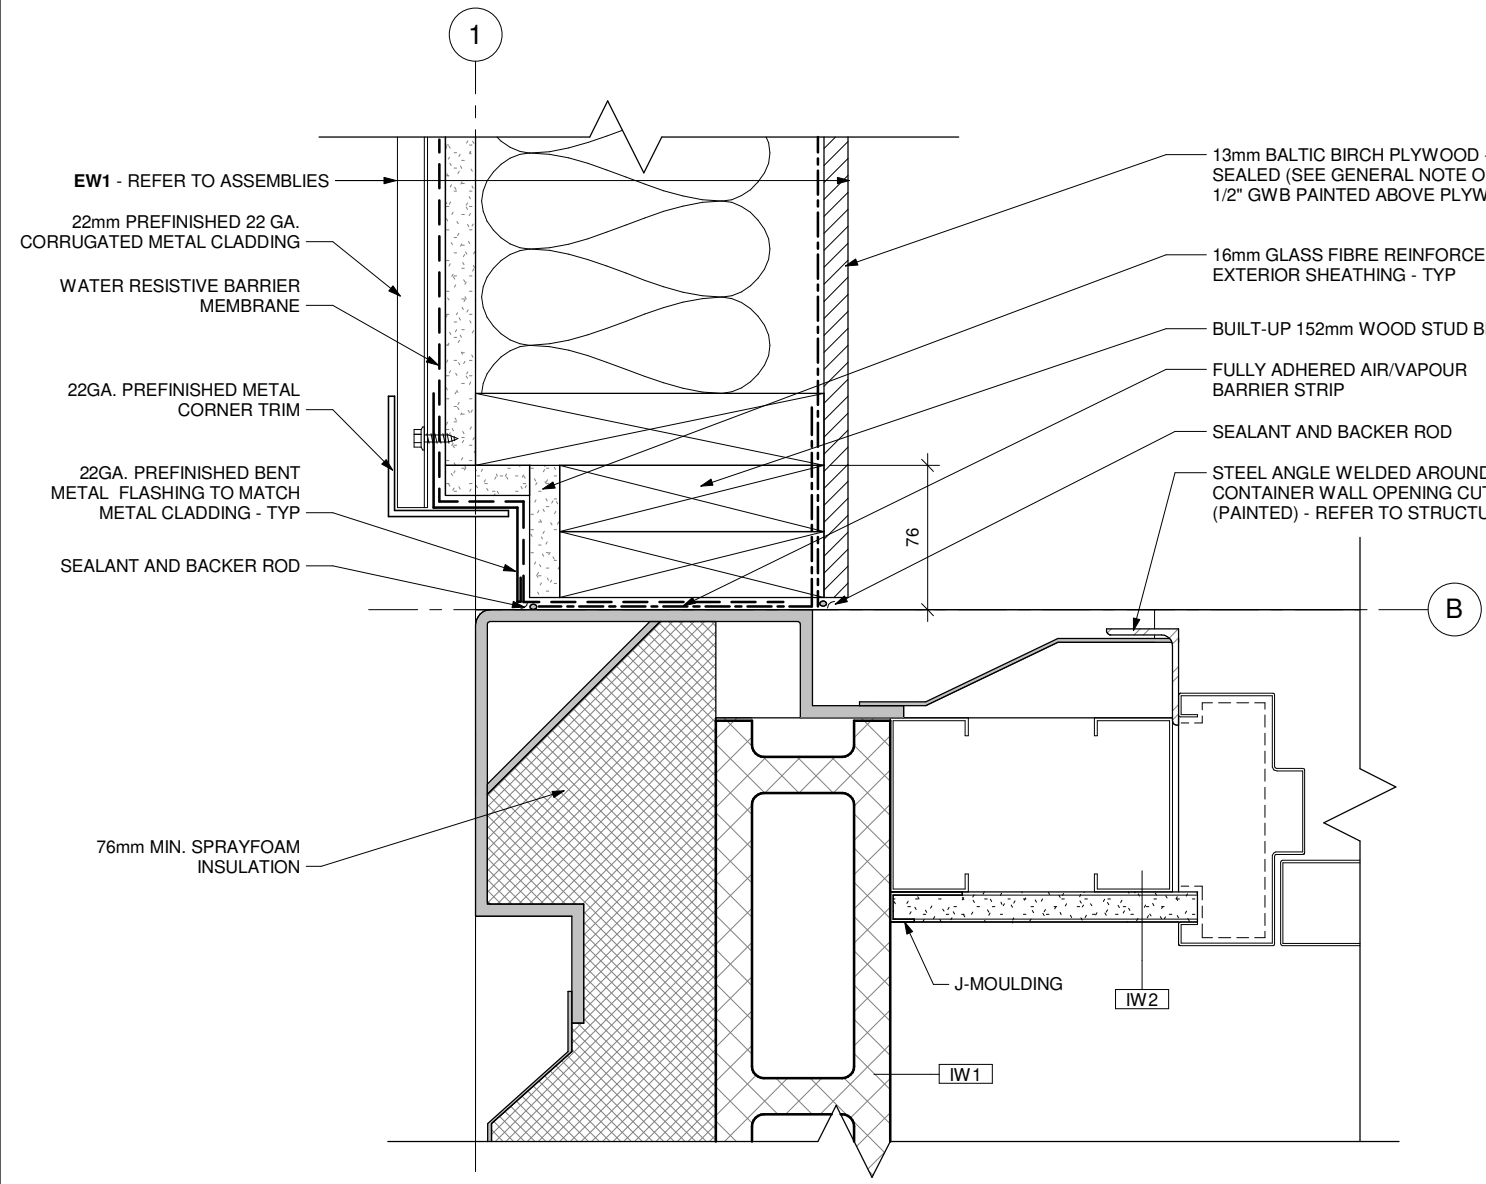 1
EW1 - REFER TO ASSEMBLIES
22mm PREFINISHED 22 GA.
CORRUGATED METAL CLADDING
WATER RESISTIVE BARRIER
MEMBRANE
22GA. PREFINISHED METAL
CORNER TRIM
22GA. PREFINISHED BENT
METAL FLASHING TO MATCH
METAL CLADDING - TYP
SEALANT AND BACKER ROD
76mm MIN. SPRAYFOAM
INSULATION
13mm BALTIC BIRCH PLYWOOD -
SEALED (SEE GENERAL NOTE
1/2" GWB PAINTED ABOVE
16mm GLASS FIBRE
EXTERIOR SHEATHING - TYP
BUILT-UP 152mm WOOD STUD
FULLY ADHERED AIR/VAPOUR
BARRIER STRIP
SEALANT AND BACKER ROD
STEEL ANGLE WELDED AROUND
CONTAINER WALL OPENING
(PAINTED) - REFER TO
76
B
J-MOULDING
IW2
IW1